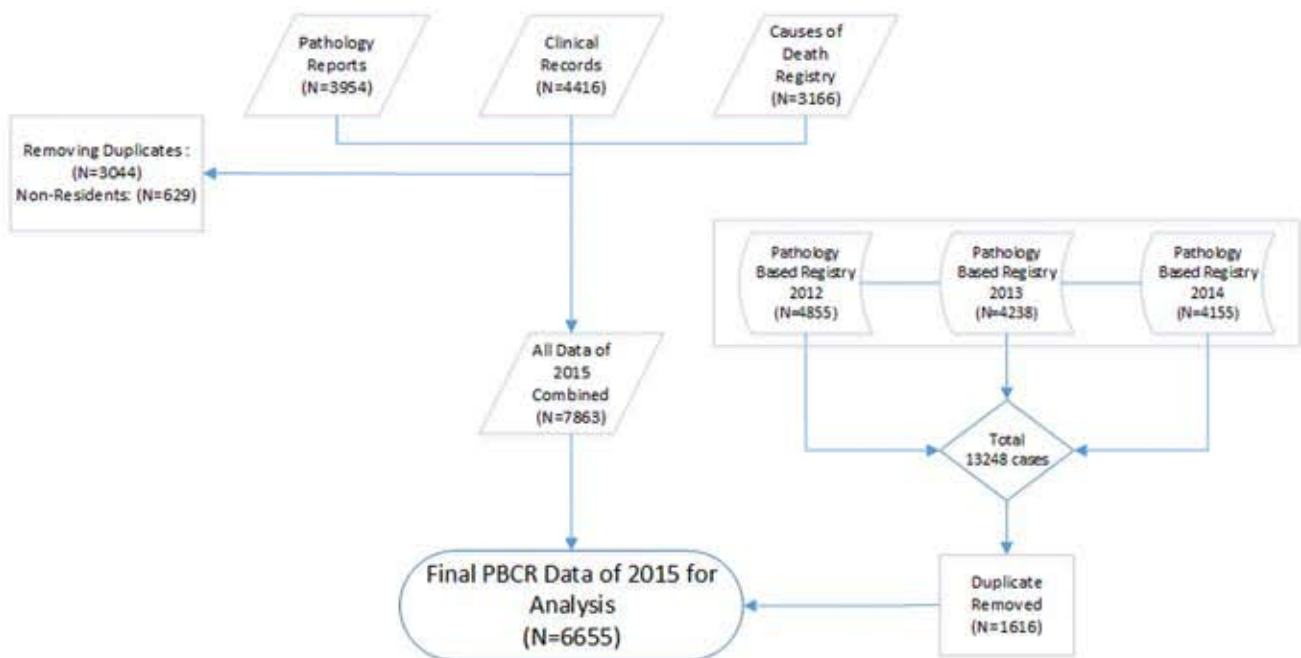 Pathology
Reports
(N=3954)
Clinical
Records
(N=4416)
Causes of
Death
Registry
(N=3166)
Removing Duplicates :
(N=3044)
Non-Residents: (N=629)
Pathology
Based Registry
2012
(N=4855)
Pathology
Based Registry
2013
(N=4238)
Pathology
Based Registry
2014
(N=4155)
All Data of
2015
Combined
(N=7863)
Total
13248 cases
Final PBCR Data of 2015 for
Analysis
(N=6655)
Duplicate
Removed
(N=1616)